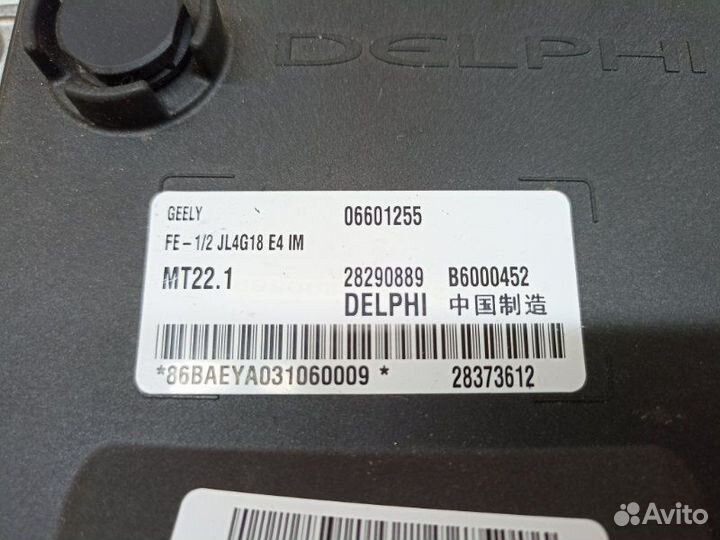 DELPHI
GEELY 06601255
FE-1/2 JL4G18 E4 IM
MT22.1 28290889 B6000452
DELPHI 中国制造
*86BAEYA031060009 * 28373612
Avito